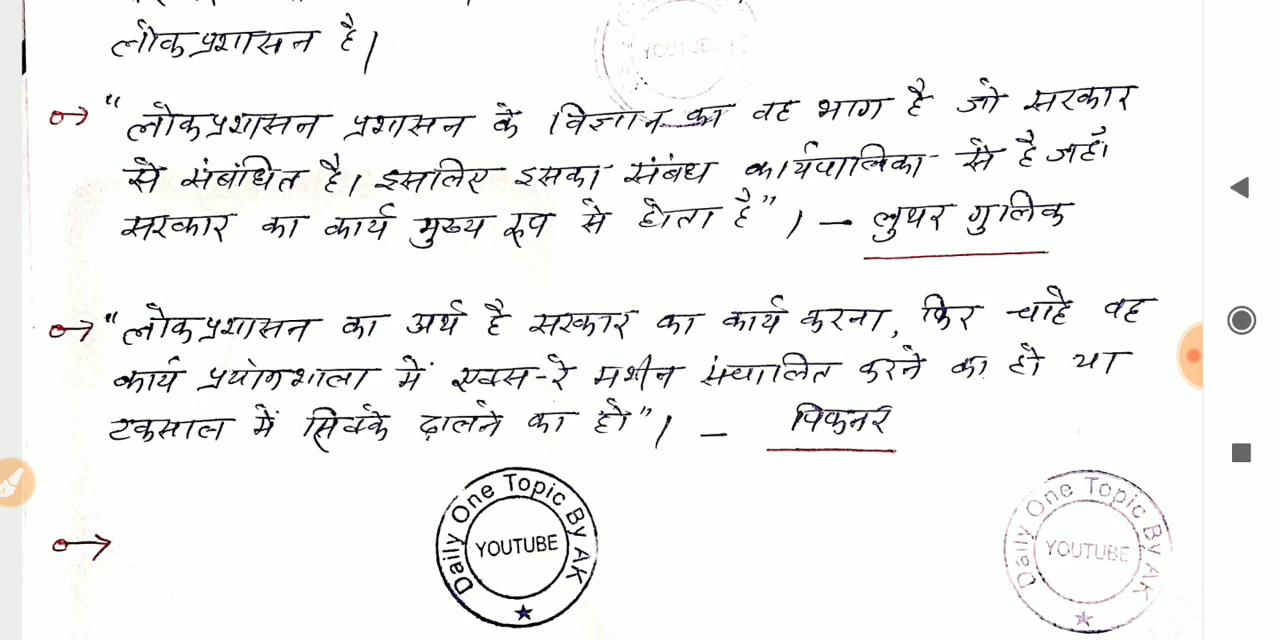 लोकप्रशासन है।
"लोकप्रशासन प्रशासन के विज्ञान का वह भाग है जो सरकार
से संबंधित है। इसलिए इसका संबंध कार्यपालिका से है जहाँ
सरकार का कार्य मुख्य रूप से होता है"। – लुथर गुलिक
"लोकप्रशासन का अर्थ है सरकार का कार्य करना, फिर चाहे वह
कार्य प्रयोगशाला में एक्स-रे मशीन संचालित करने का हो या
टकसाल में सिक्के ढालने का हो"। – पिकनर
Daily One Topic By AK
YOUTUBE
Daily One Topic By AK
YOUTUBE
YOUTUBE